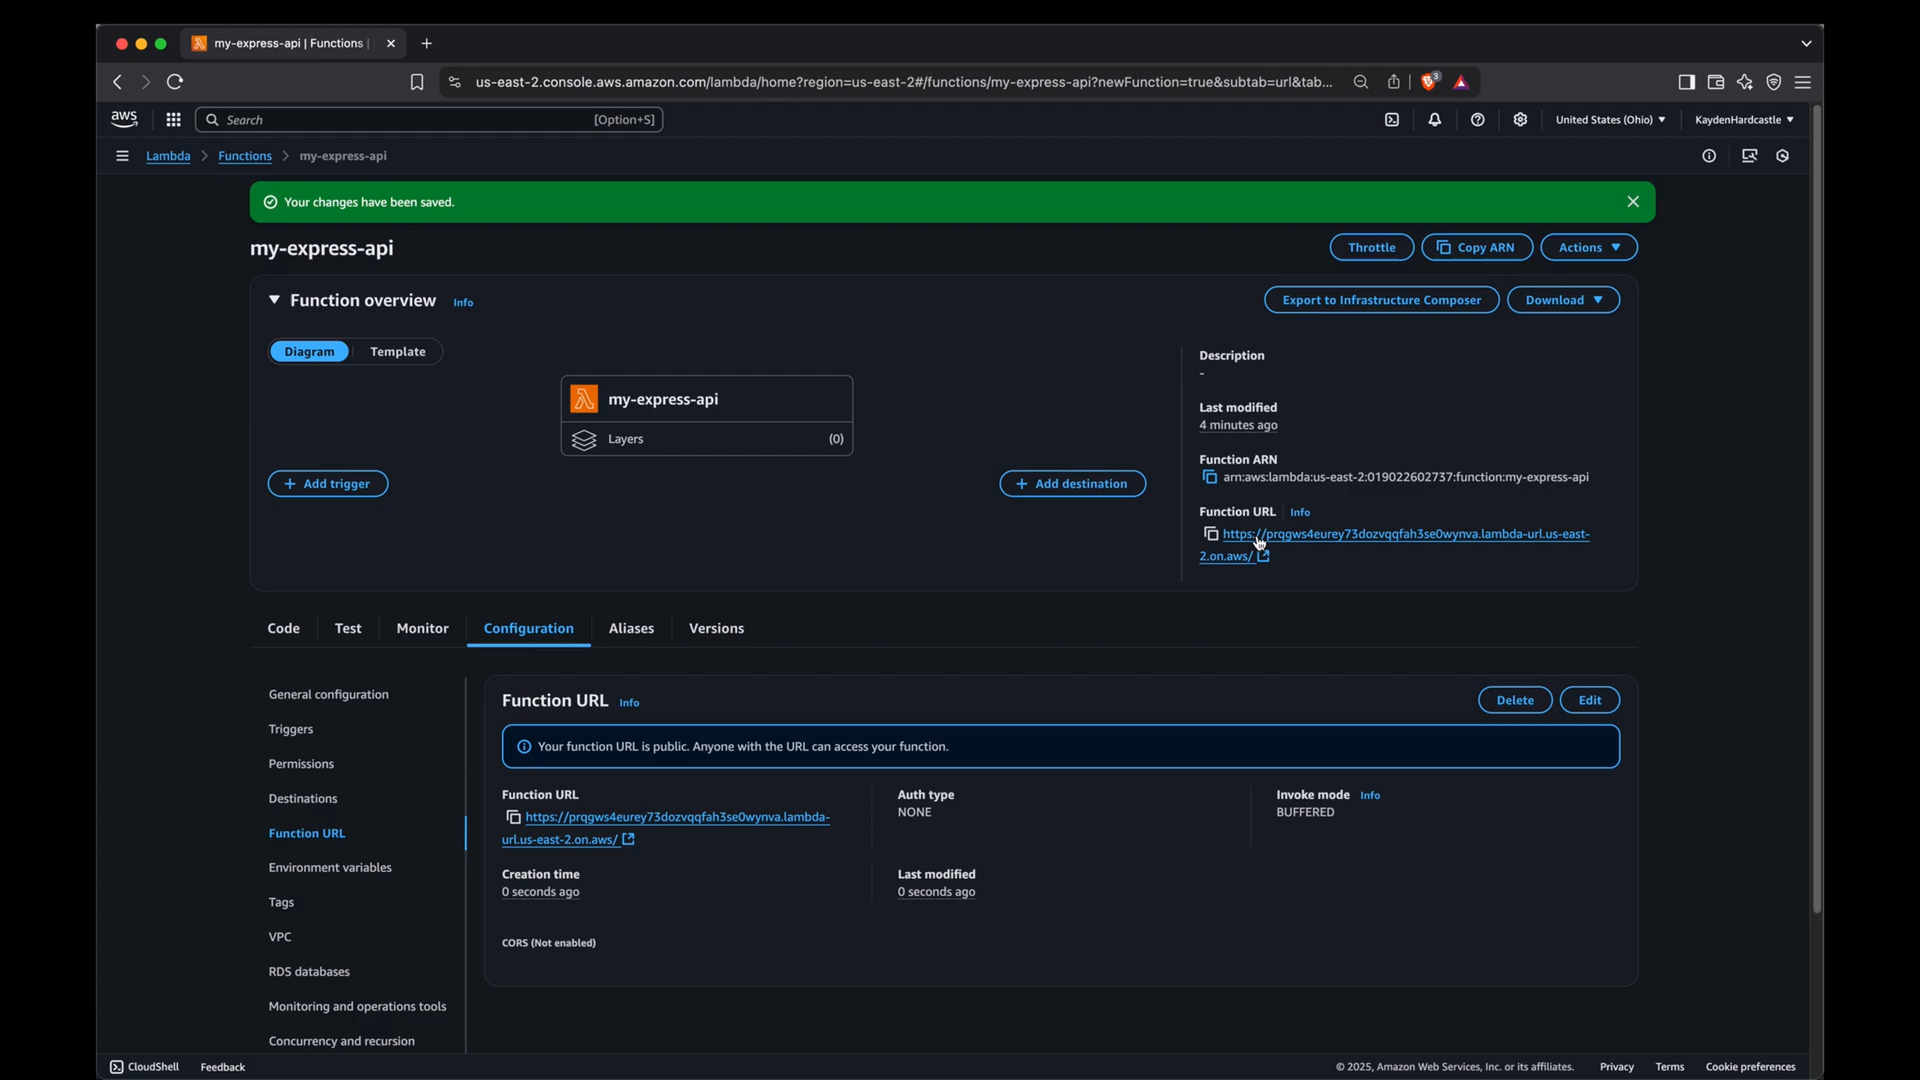 my-express-api | Functions |
us-east-2.console.aws.amazon.com/lambda/home?region=us-east-2#/functions/my-express-api?newFunction=true&subtab=url&tab...
3
aws
Search
[Option+S]
United States (Ohio)
KaydenHardcastle
Lambda
Functions
my-express-api
Your changes have been saved.
my-express-api
Throttle
Copy ARN
Actions
Function overview
Info
Export to Infrastructure Composer
Download
Diagram
Template
my-express-api
Layers
(0)
Add trigger
Add destination
Description
-
Last modified
4 minutes ago
Function ARN
arn:aws:lambda:us-east-2:019022602737:function:my-express-api
Function URL
Info
https://prqgws4eurey73dozvqqfah3se0wynva.lambda-url.us-east-
2.on.aws/
Code
Test
Monitor
Configuration
Aliases
Versions
General configuration
Triggers
Permissions
Destinations
Function URL
Environment variables
Tags
VPC
RDS databases
Monitoring and operations tools
Concurrency and recursion
Function URL
Info
Delete
Edit
Your function URL is public. Anyone with the URL can access your function.
Function URL
https://prqgws4eurey73dozvqqfah3se0wynva.lambda-
url.us-east-2.on.aws/
Auth type
NONE
Invoke mode
Info
BUFFERED
Creation time
0 seconds ago
Last modified
0 seconds ago
CORS (Not enabled)
CloudShell
Feedback
© 2025, Amazon Web Services, Inc. or its affiliates.
Privacy
Terms
Cookie preferences